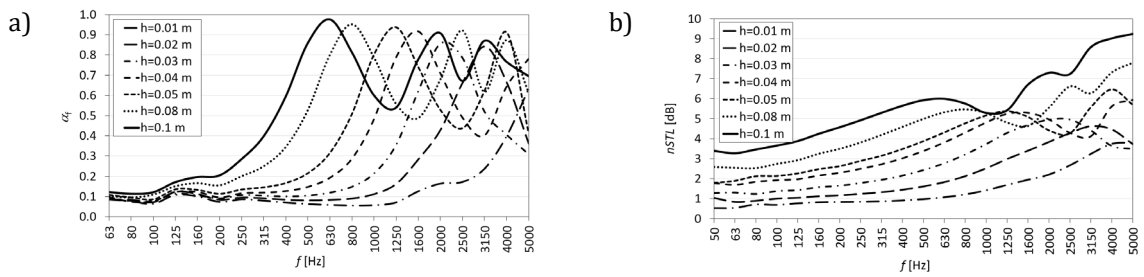 a)
1.0
0.9
0.8
0.7
0.6
0.5
0.4
0.3
0.2
0.1
0.0
αᵢ
h=0.01 m
h=0.02 m
h=0.03 m
h=0.04 m
h=0.05 m
h=0.08 m
h=0.1 m
63 80 100 125 160 200 250 315 400 500 630 800 1000 1250 1600 2000 2500 3150 4000 5000
f [Hz]
b)
10
9
8
7
6
5
4
3
2
1
0
nSTL [dB]
h=0.01 m
h=0.02 m
h=0.03 m
h=0.04 m
h=0.05 m
h=0.08 m
h=0.1 m
50 63 80 100 125 160 200 250 315 400 500 630 800 1000 1250 1600 2000 2500 3150 4000 5000
f [Hz]